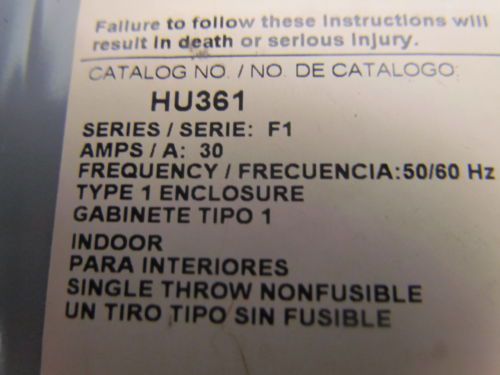 Failure to follow these instructions will
result in death or serious injury.
CATALOG NO. / NO. DE CATALOGO:
HU361
SERIES / SERIE: F1
AMPS / A: 30
FREQUENCY / FRECUENCIA:50/60 Hz
TYPE 1 ENCLOSURE
GABINETE TIPO 1
INDOOR
PARA INTERIORES
SINGLE THROW NONFUSIBLE
UN TIRO TIPO SIN FUSIBLE